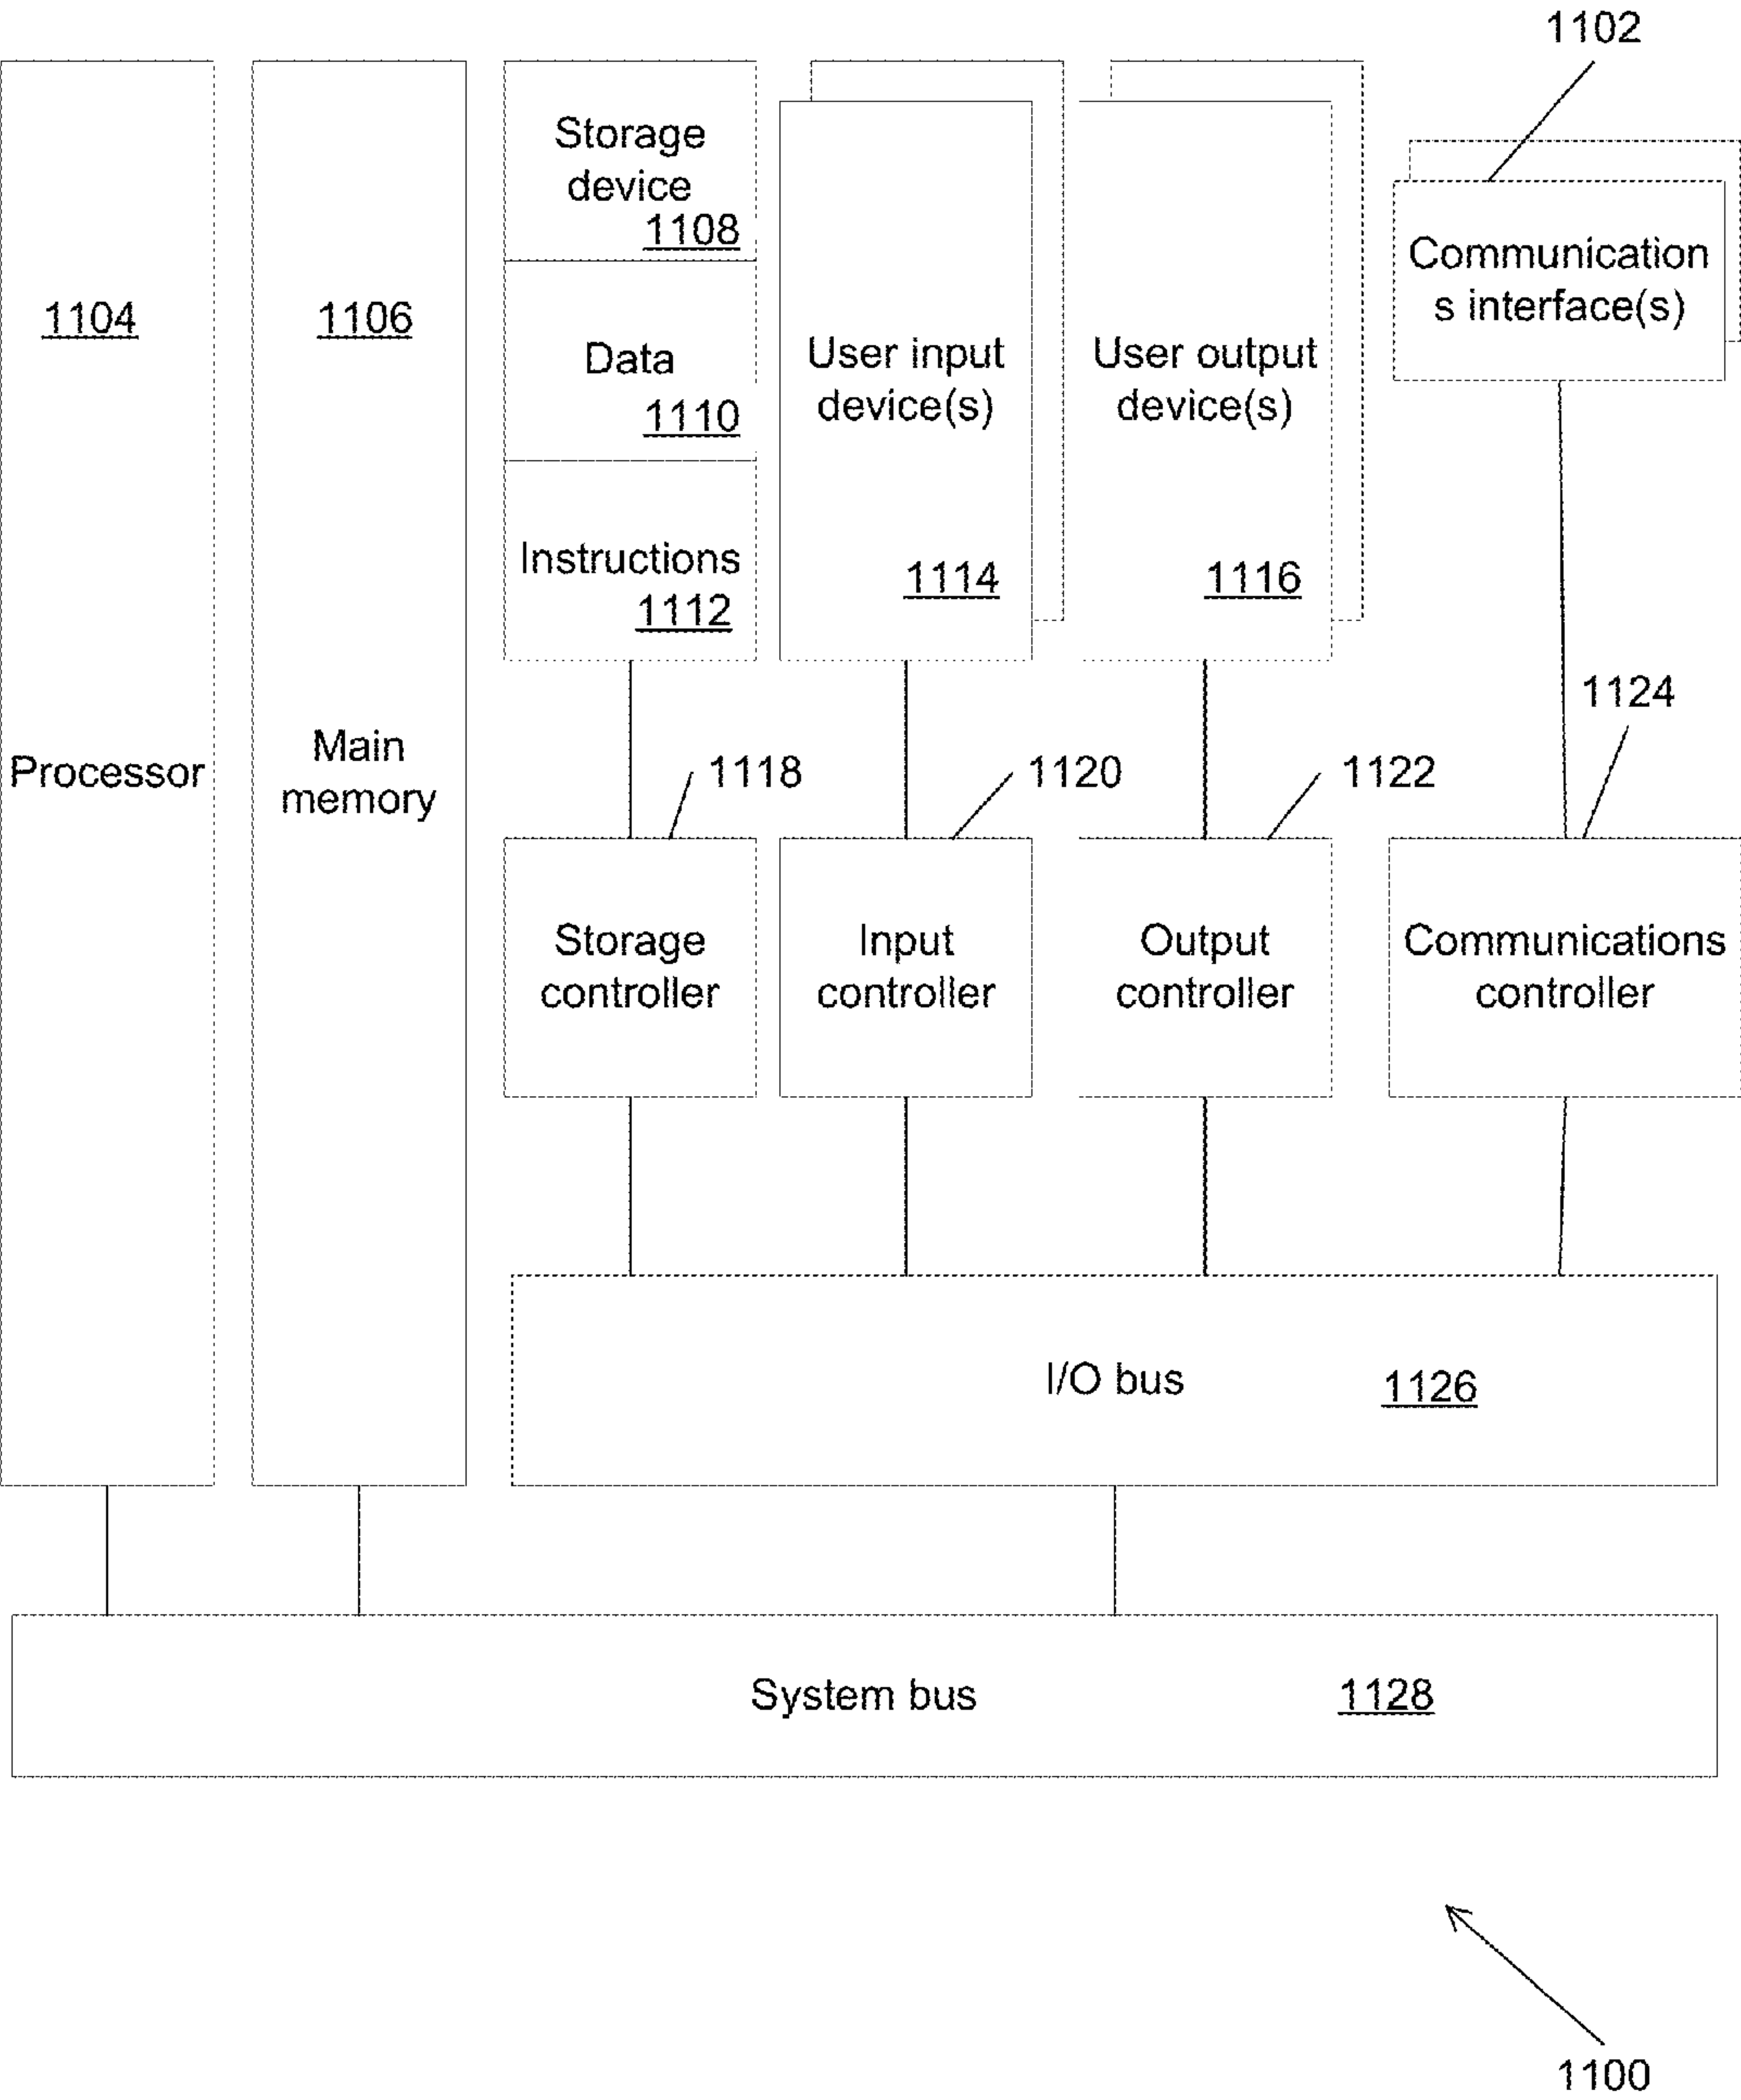 1102
Storage
device
1108
Communication
s interface(s)
1104
1106
Data
1110
User input
device(s)
User output
device(s)
Instructions
1112
1114
1116
1124
Processor
Main
memory
1118
1120
1122
Storage
controller
Input
controller
Output
controller
Communications
controller
I/O bus
1126
System bus
1128
1100